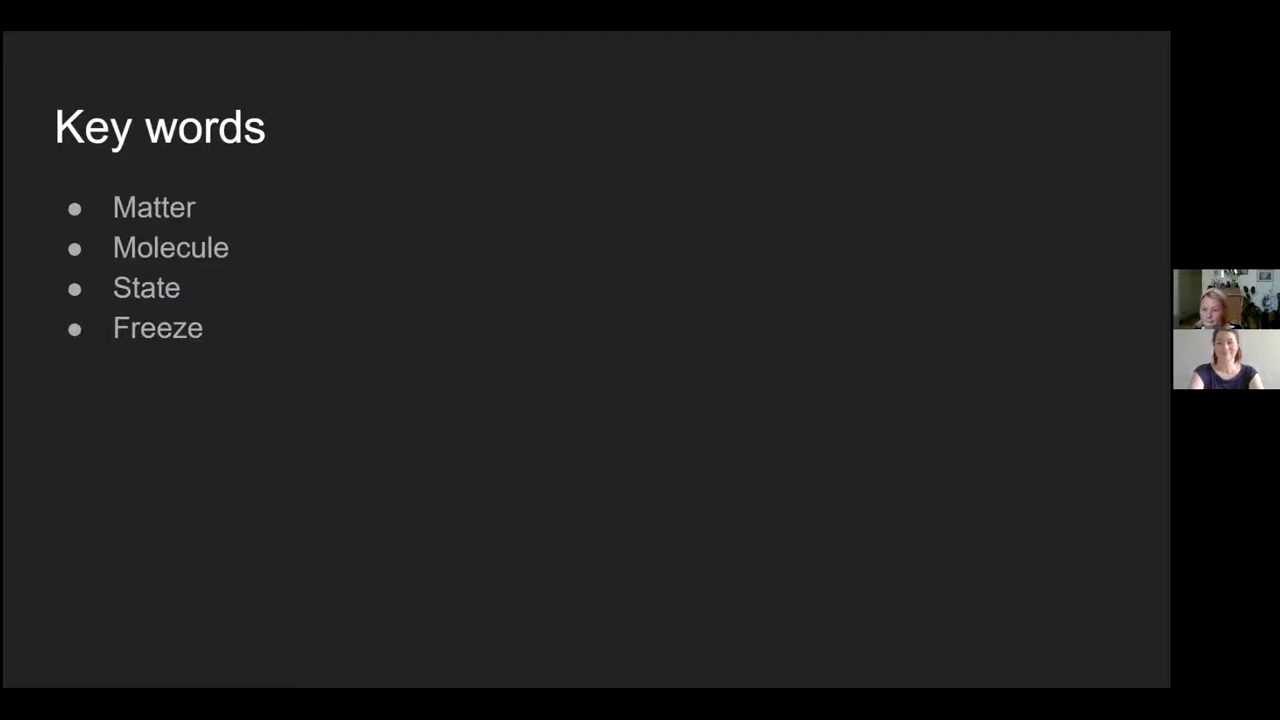 Key words
● Matter
● Molecule
● State
● Freeze